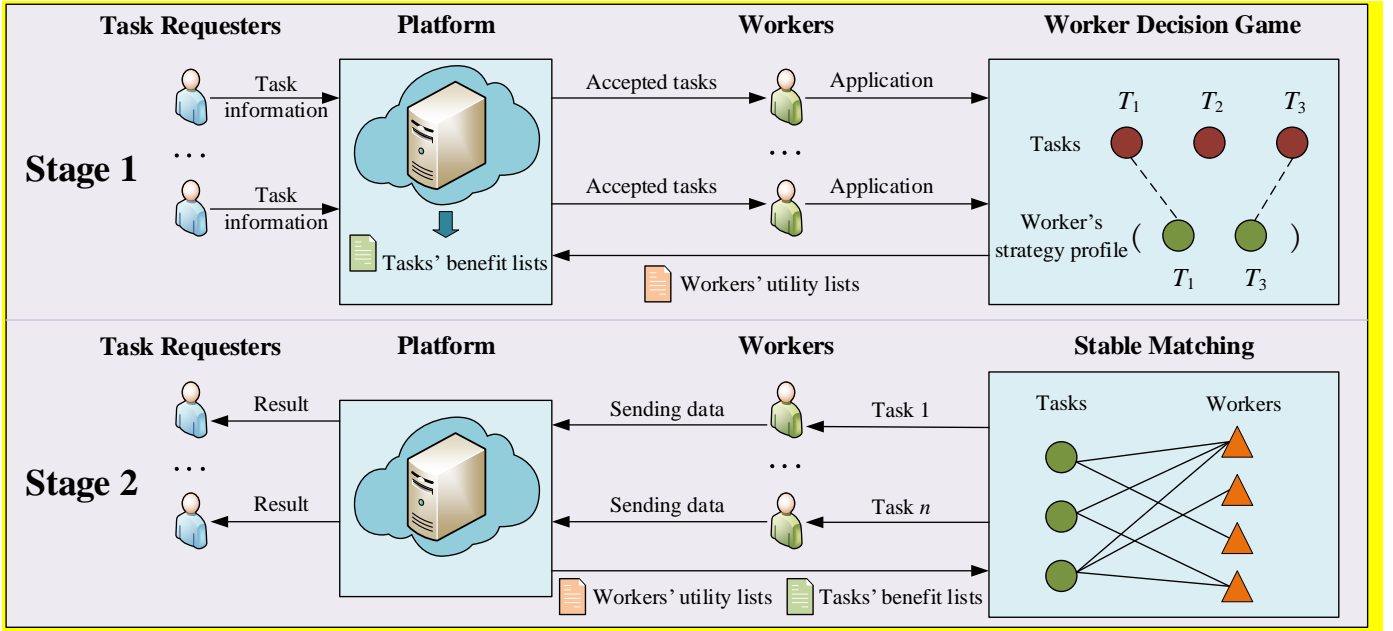 Task Requesters
Platform
Workers
Worker Decision Game
Stage 1
Task
information
...
Task
information
Tasks' benefit lists
Accepted tasks
Application
...
Accepted tasks
Application
Workers' utility lists
T1
T2
T3
Tasks
Worker's
strategy profile
(
)
T1
T3
Task Requesters
Platform
Workers
Stable Matching
Stage 2
Result
...
Result
Sending data
Task 1
...
Sending data
Task n
Workers' utility lists
Tasks' benefit lists
Tasks
Workers